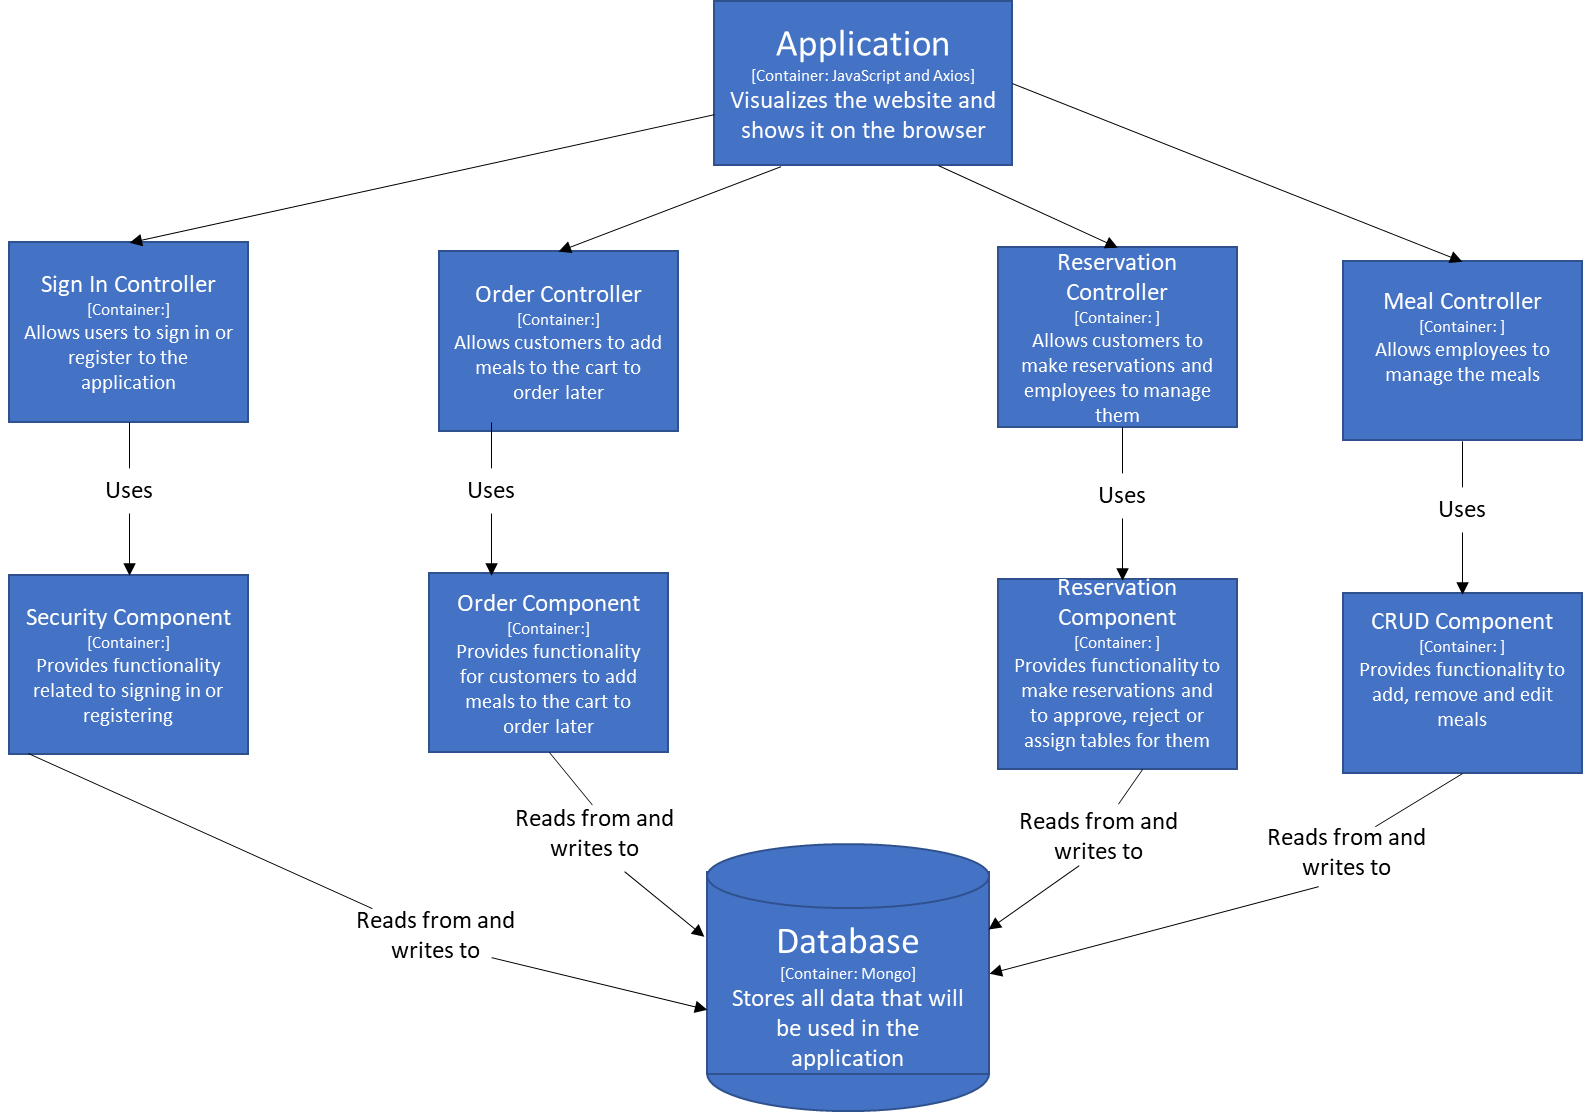 Application
[Container: JavaScript and Axios]
Visualizes the website and
shows it on the browser
Sign In Controller
[Container:]
Allows users to sign in or
register to the
application
Order Controller
[Container:]
Allows customers to add
meals to the cart to
order later
Reservation
Controller
[Container: ]
Allows customers to
make reservations and
employees to manage
them
Meal Controller
[Container: ]
Allows employees to
manage the meals
Uses
Uses
Uses
Uses
Security Component
[Container:]
Provides functionality
related to signing in or
registering
Order Component
[Container:]
Provides functionality
for customers to add
meals to the cart to
order later
Reservation
Component
[Container: ]
Provides functionality to
make reservations and
to approve, reject or
assign tables for them
CRUD Component
[Container: ]
Provides functionality to
add, remove and edit
meals
Reads from and
writes to
Reads from and
writes to
Reads from and
writes to
Reads from and
writes to
Database
[Container: Mongo]
Stores all data that will
be used in the
application